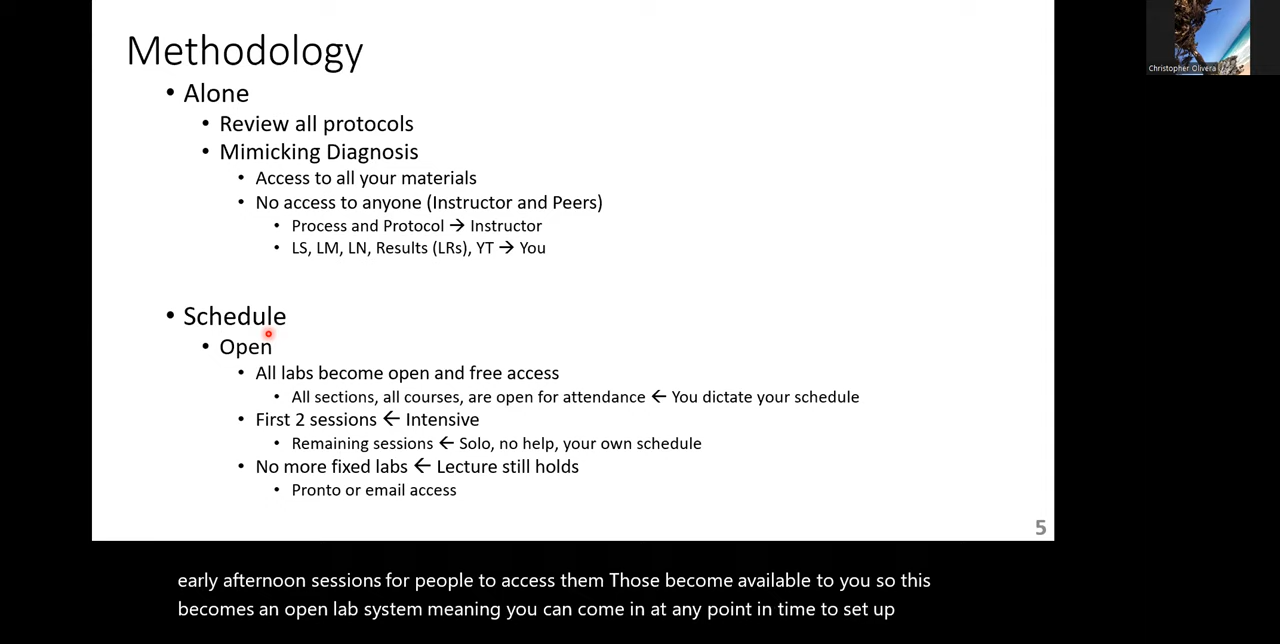 Methodology
Christopher Olivera
• Alone
• Review all protocols
• Mimicking Diagnosis
• Access to all your materials
• No access to anyone (Instructor and Peers)
• Process and Protocol → Instructor
• LS, LM, LN, Results (LRs), YT → You
• Schedule
• Open
• All labs become open and free access
• All sections, all courses, are open for attendance ← You dictate your schedule
• First 2 sessions ← Intensive
• Remaining sessions ← Solo, no help, your own schedule
• No more fixed labs ← Lecture still holds
• Pronto or email access
5
early afternoon sessions for people to access them Those become available to you so this
becomes an open lab system meaning you can come in at any point in time to set up